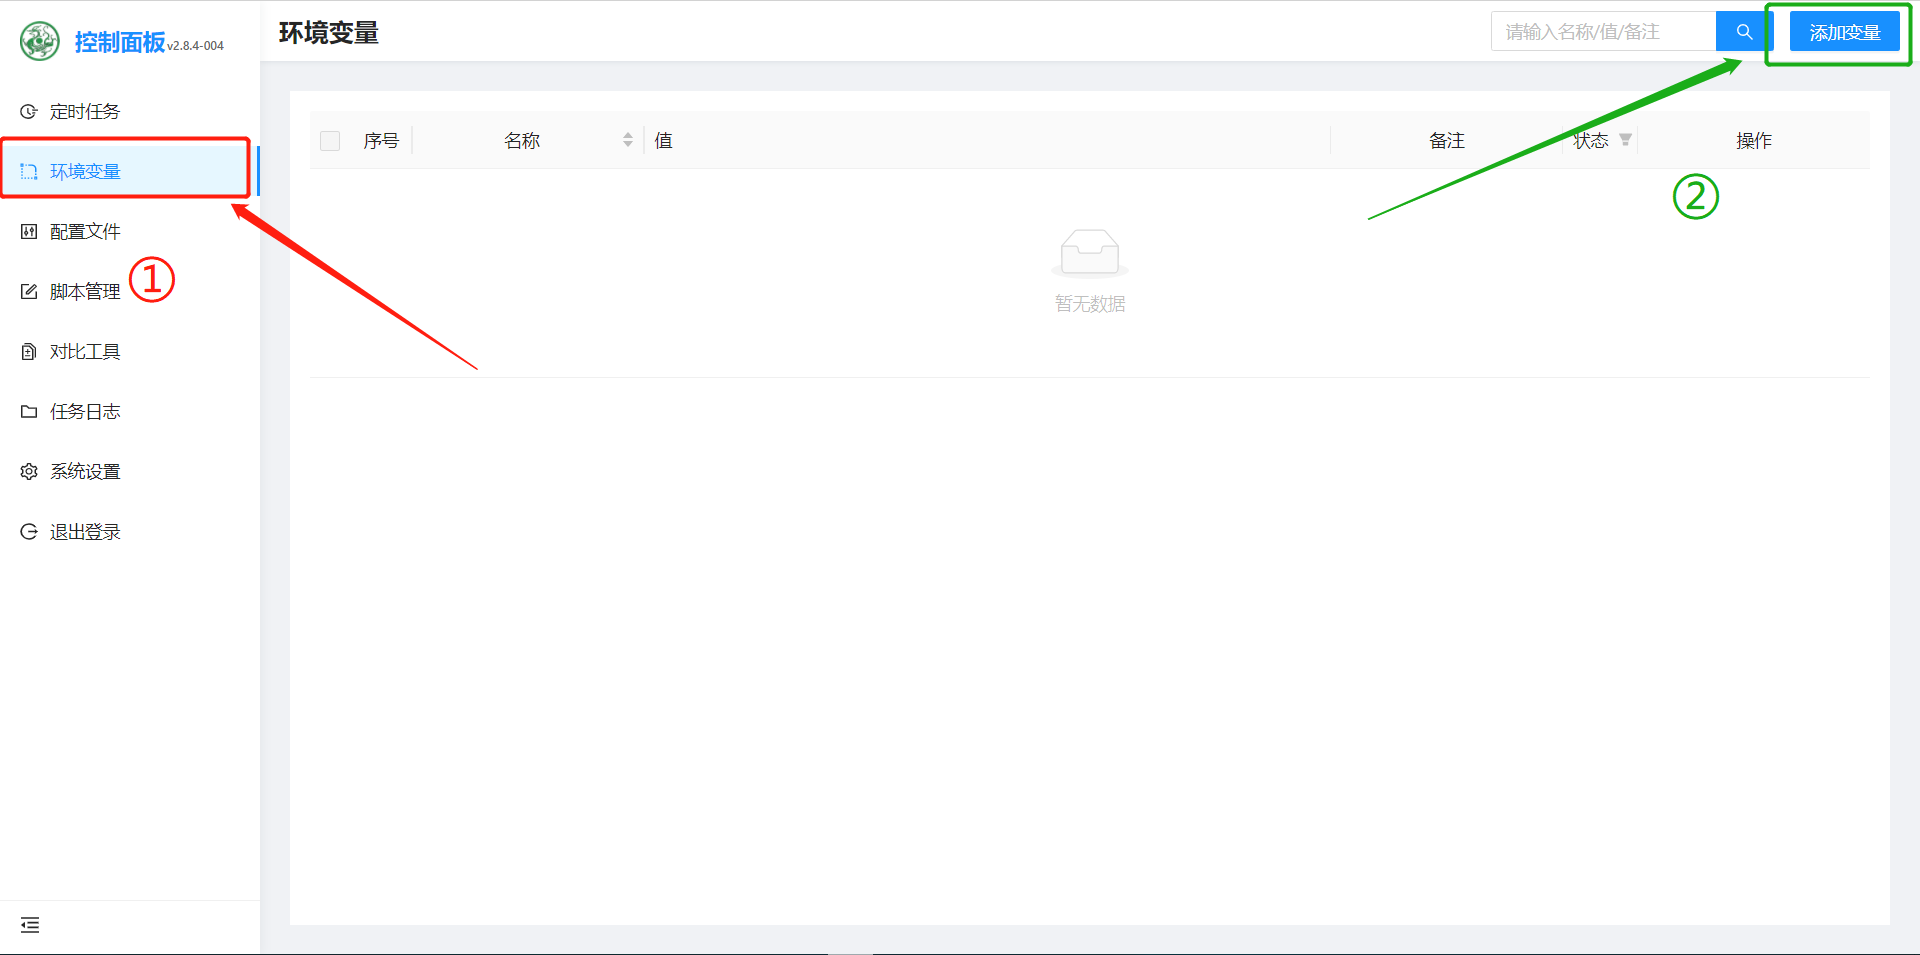 控制面板 v2.8.4-004
定时任务
环境变量
配置文件
脚本管理
①
对比工具
任务日志
系统设置
退出登录
环境变量
请输入名称/值/备注
添加变量
序号 名称 值 备注 状态 操作
②
暂无数据